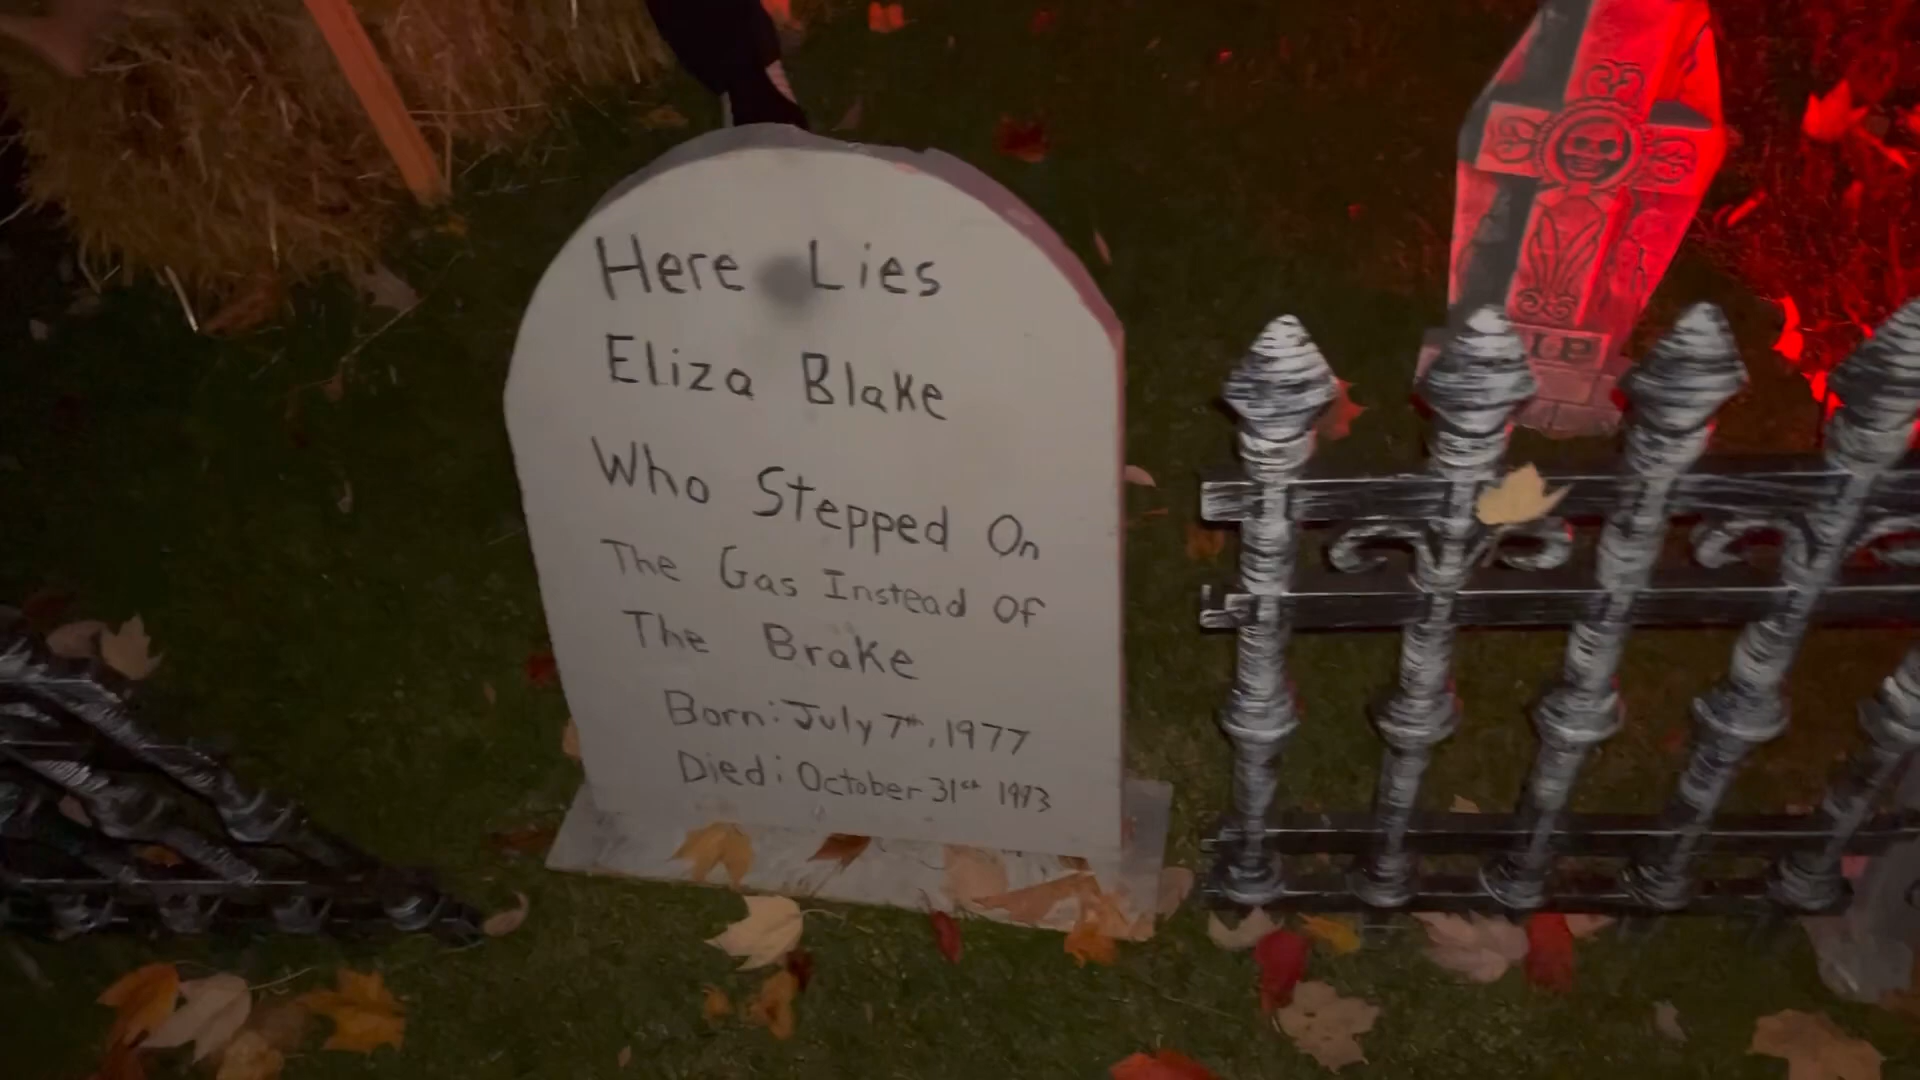 Here Lies
Eliza Blake
Who Stepped On
The Gas Instead Of
The Brake
Born: July 7th, 1977
Died: October 31st 1993
RIP